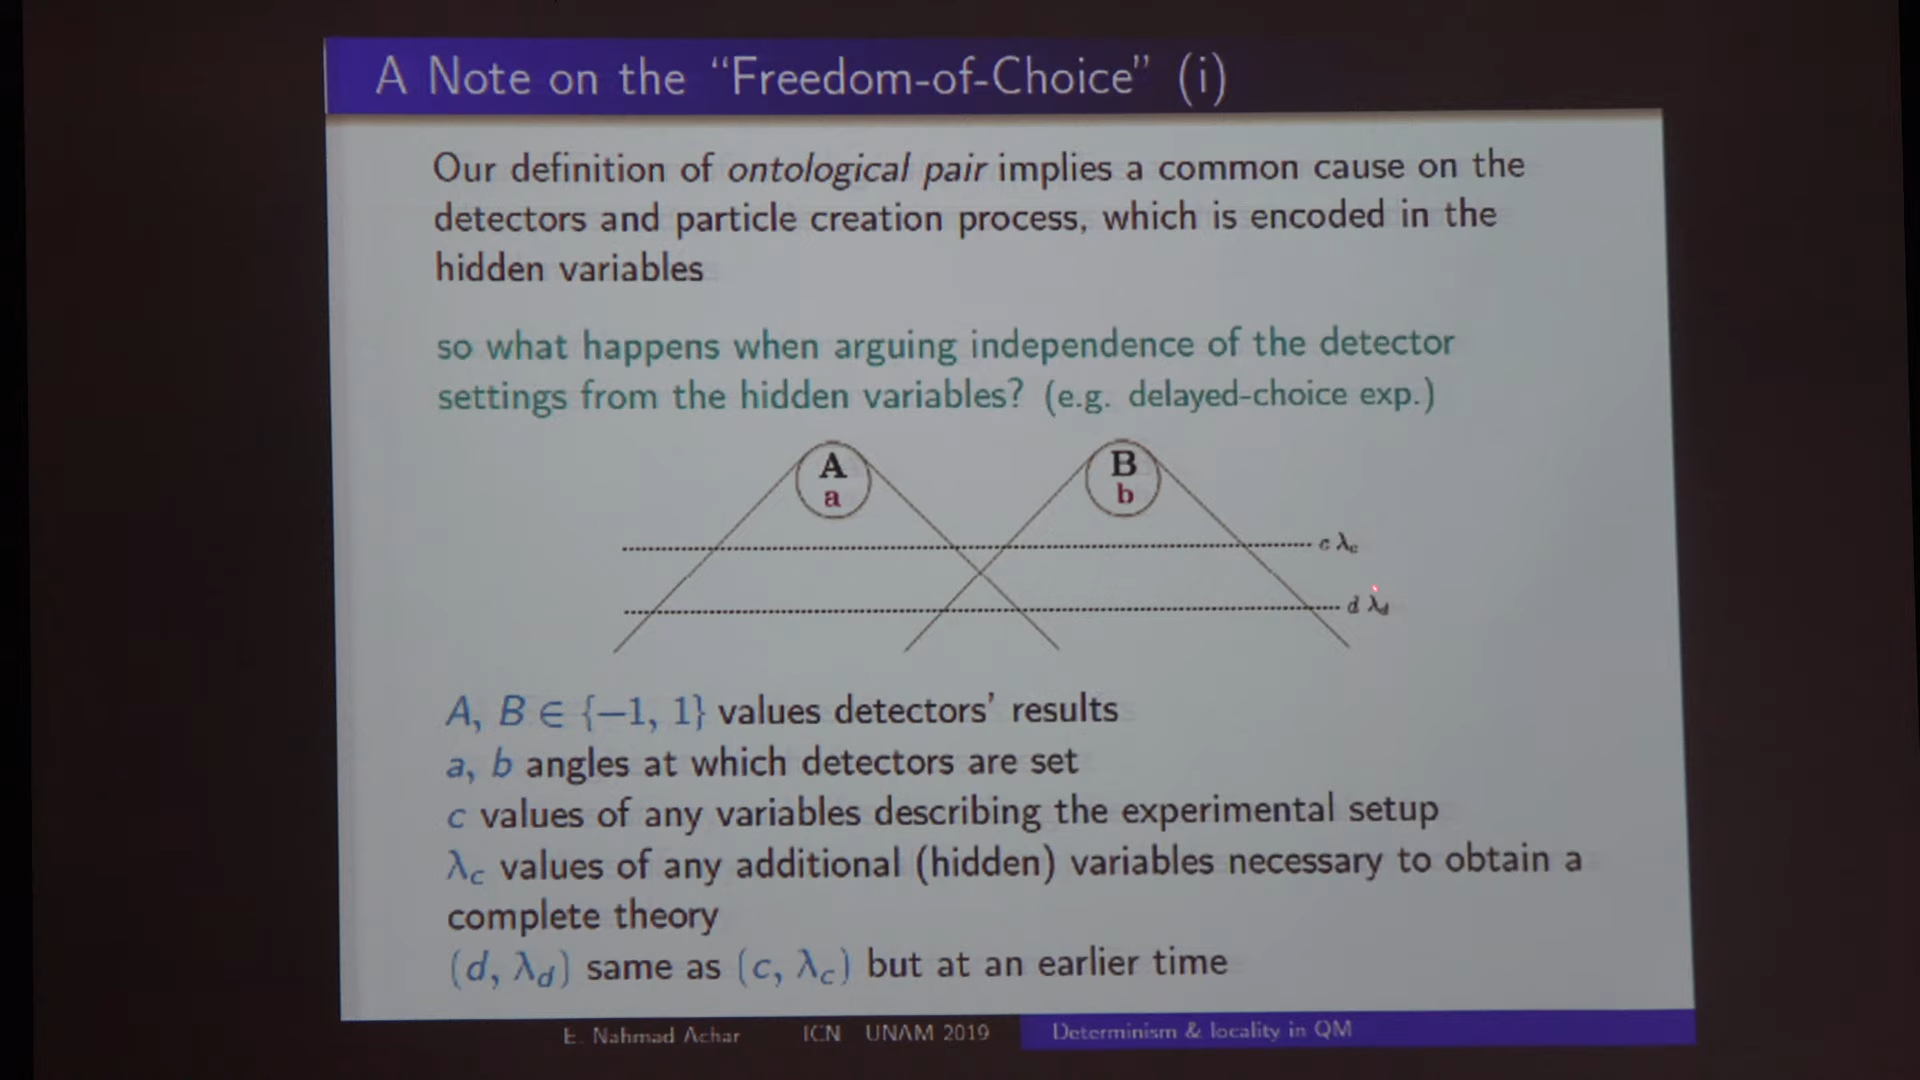 A Note on the “Freedom-of-Choice” (i)
Our definition of ontological pair implies a common cause on the
detectors and particle creation process, which is encoded in the
hidden variables
so what happens when arguing independence of the detector
settings from the hidden variables? (e.g. delayed-choice exp.)
A B
a b
c λc
d λd
A, B ∈ {−1, 1} values detectors’ results
a, b angles at which detectors are set
c values of any variables describing the experimental setup
λc values of any additional (hidden) variables necessary to obtain a
complete theory
(d, λd) same as (c, λc) but at an earlier time
E. Nahmad Achar ICN UNAM 2019 Determinism & locality in QM